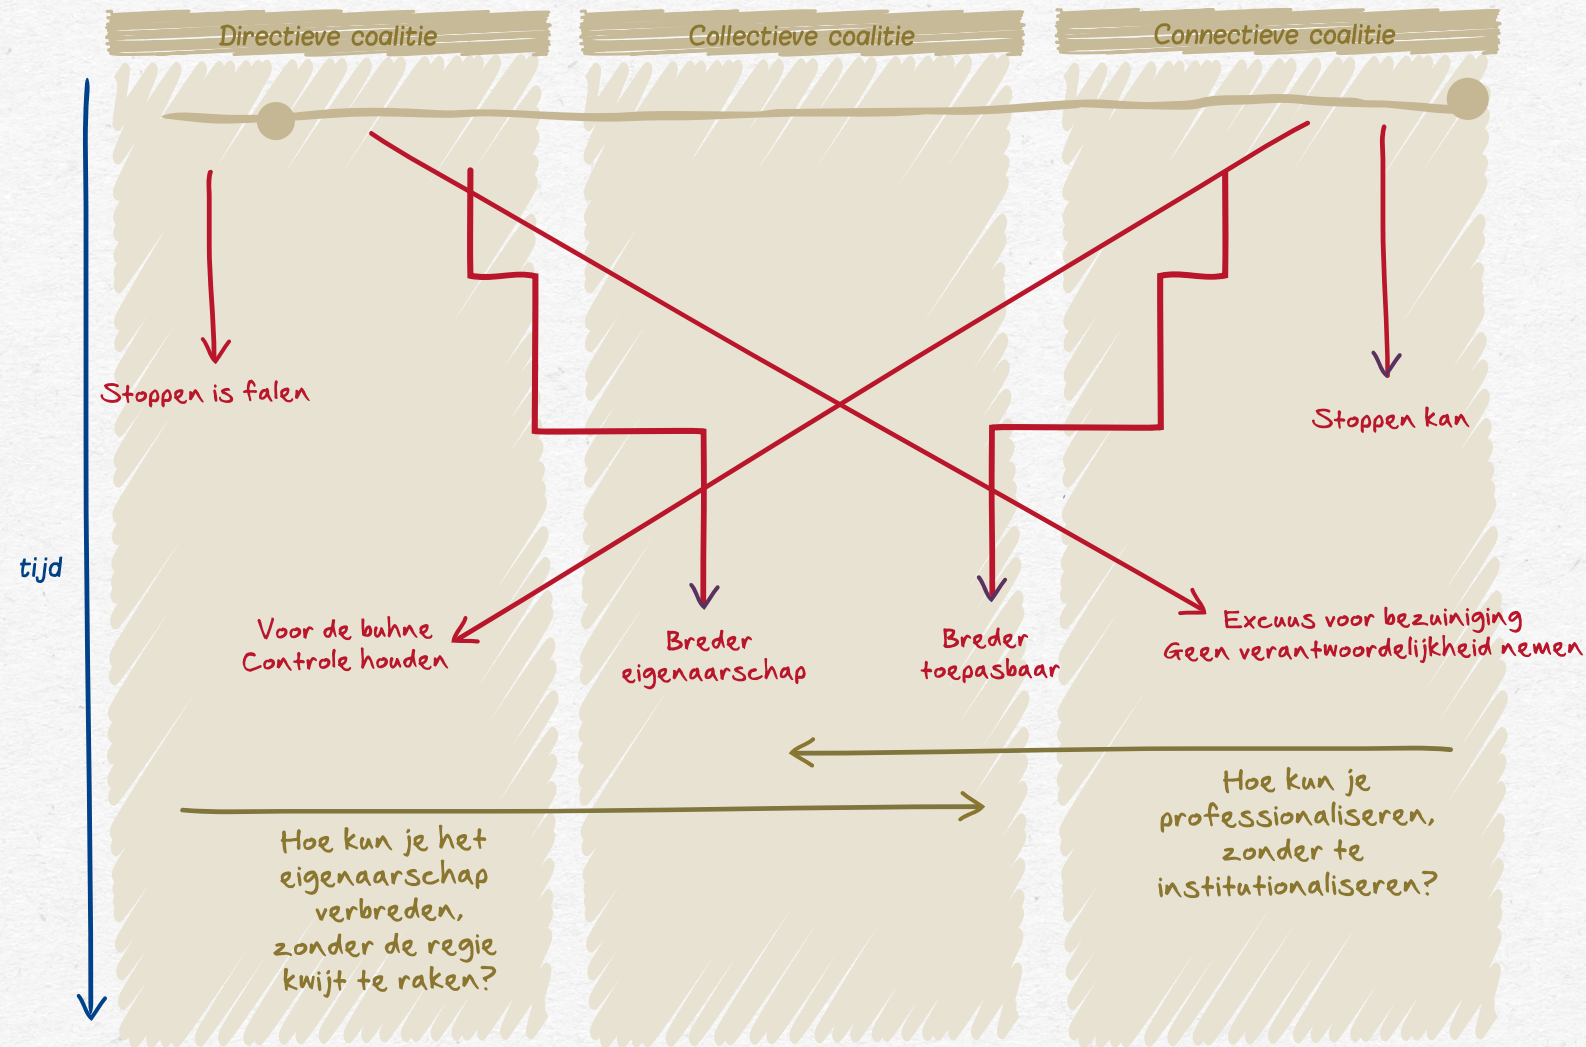 Directieve coalitie
Collectieve coalitie
Connectieve coalitie
Stoppen is falen
Stoppen kan
tijd
Voor de buhne
Controle houden
Breder
eigenaarschap
Breder
toepasbaar
Excuus voor bezuiniging
Geen verantwoordelijkheid nemen
Hoe kun je het
eigenaarschap
verbreden,
zonder de regie
kwijt te raken?
Hoe kun je
professionaliseren,
zonder te
institutionaliseren?